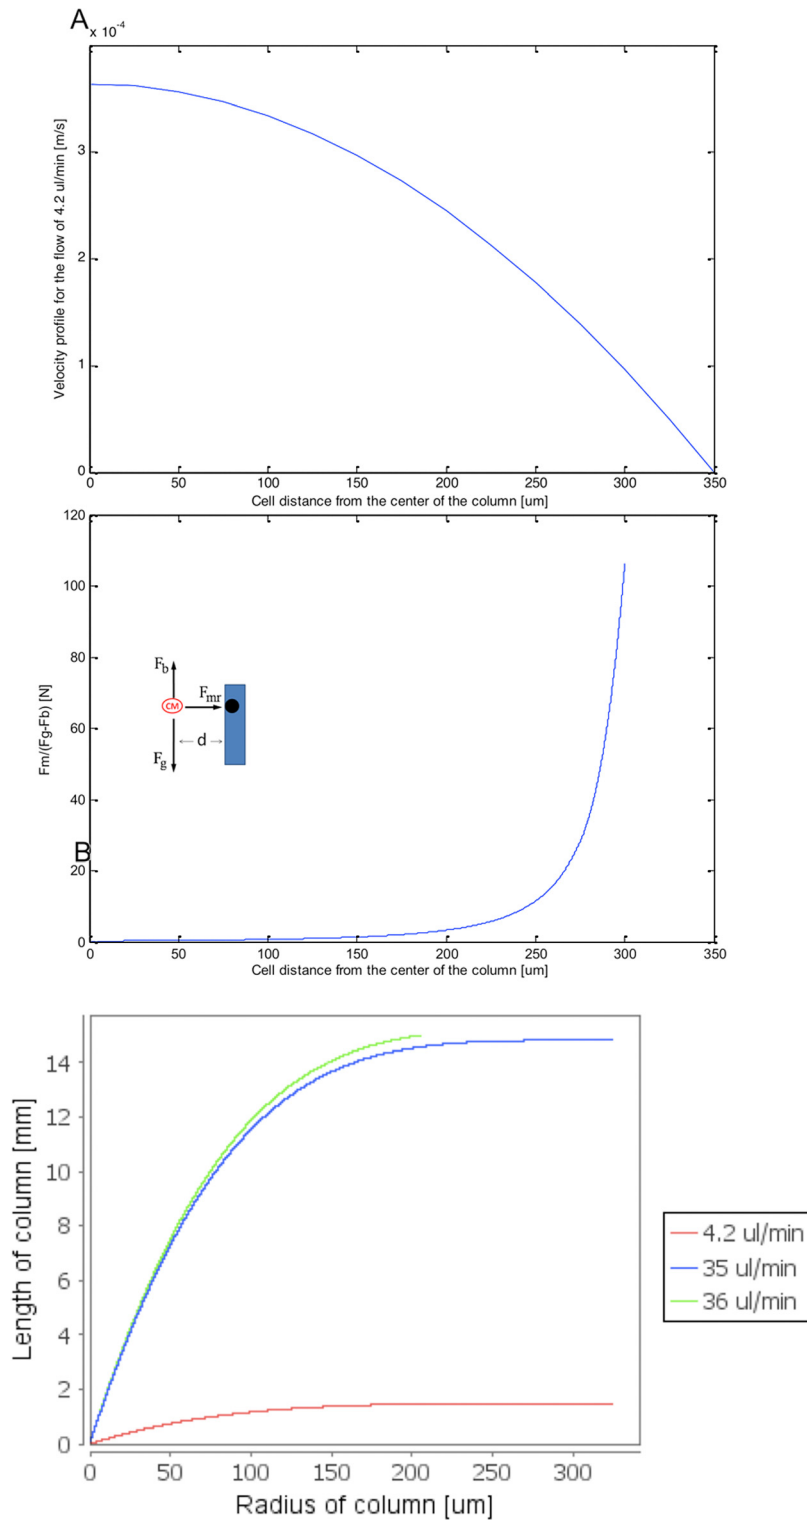 A
x 10⁻⁴
Velocity profile for the flow of 4.2 ul/min [m/s]
3
2
1
0
0 50 100 150 200 250 300 350
Cell distance from the center of the column [um]
120
100
80
60
40
20
0
Fm/(Fg-Fb) [N]
F_b
CM
F_mr
d
F_g
B
0 50 100 150 200 250 300 350
Cell distance from the center of the column [um]
Length of column [mm]
14
12
10
8
6
4
2
0
0 50 100 150 200 250 300
Radius of column [um]
4.2 ul/min
35 ul/min
36 ul/min